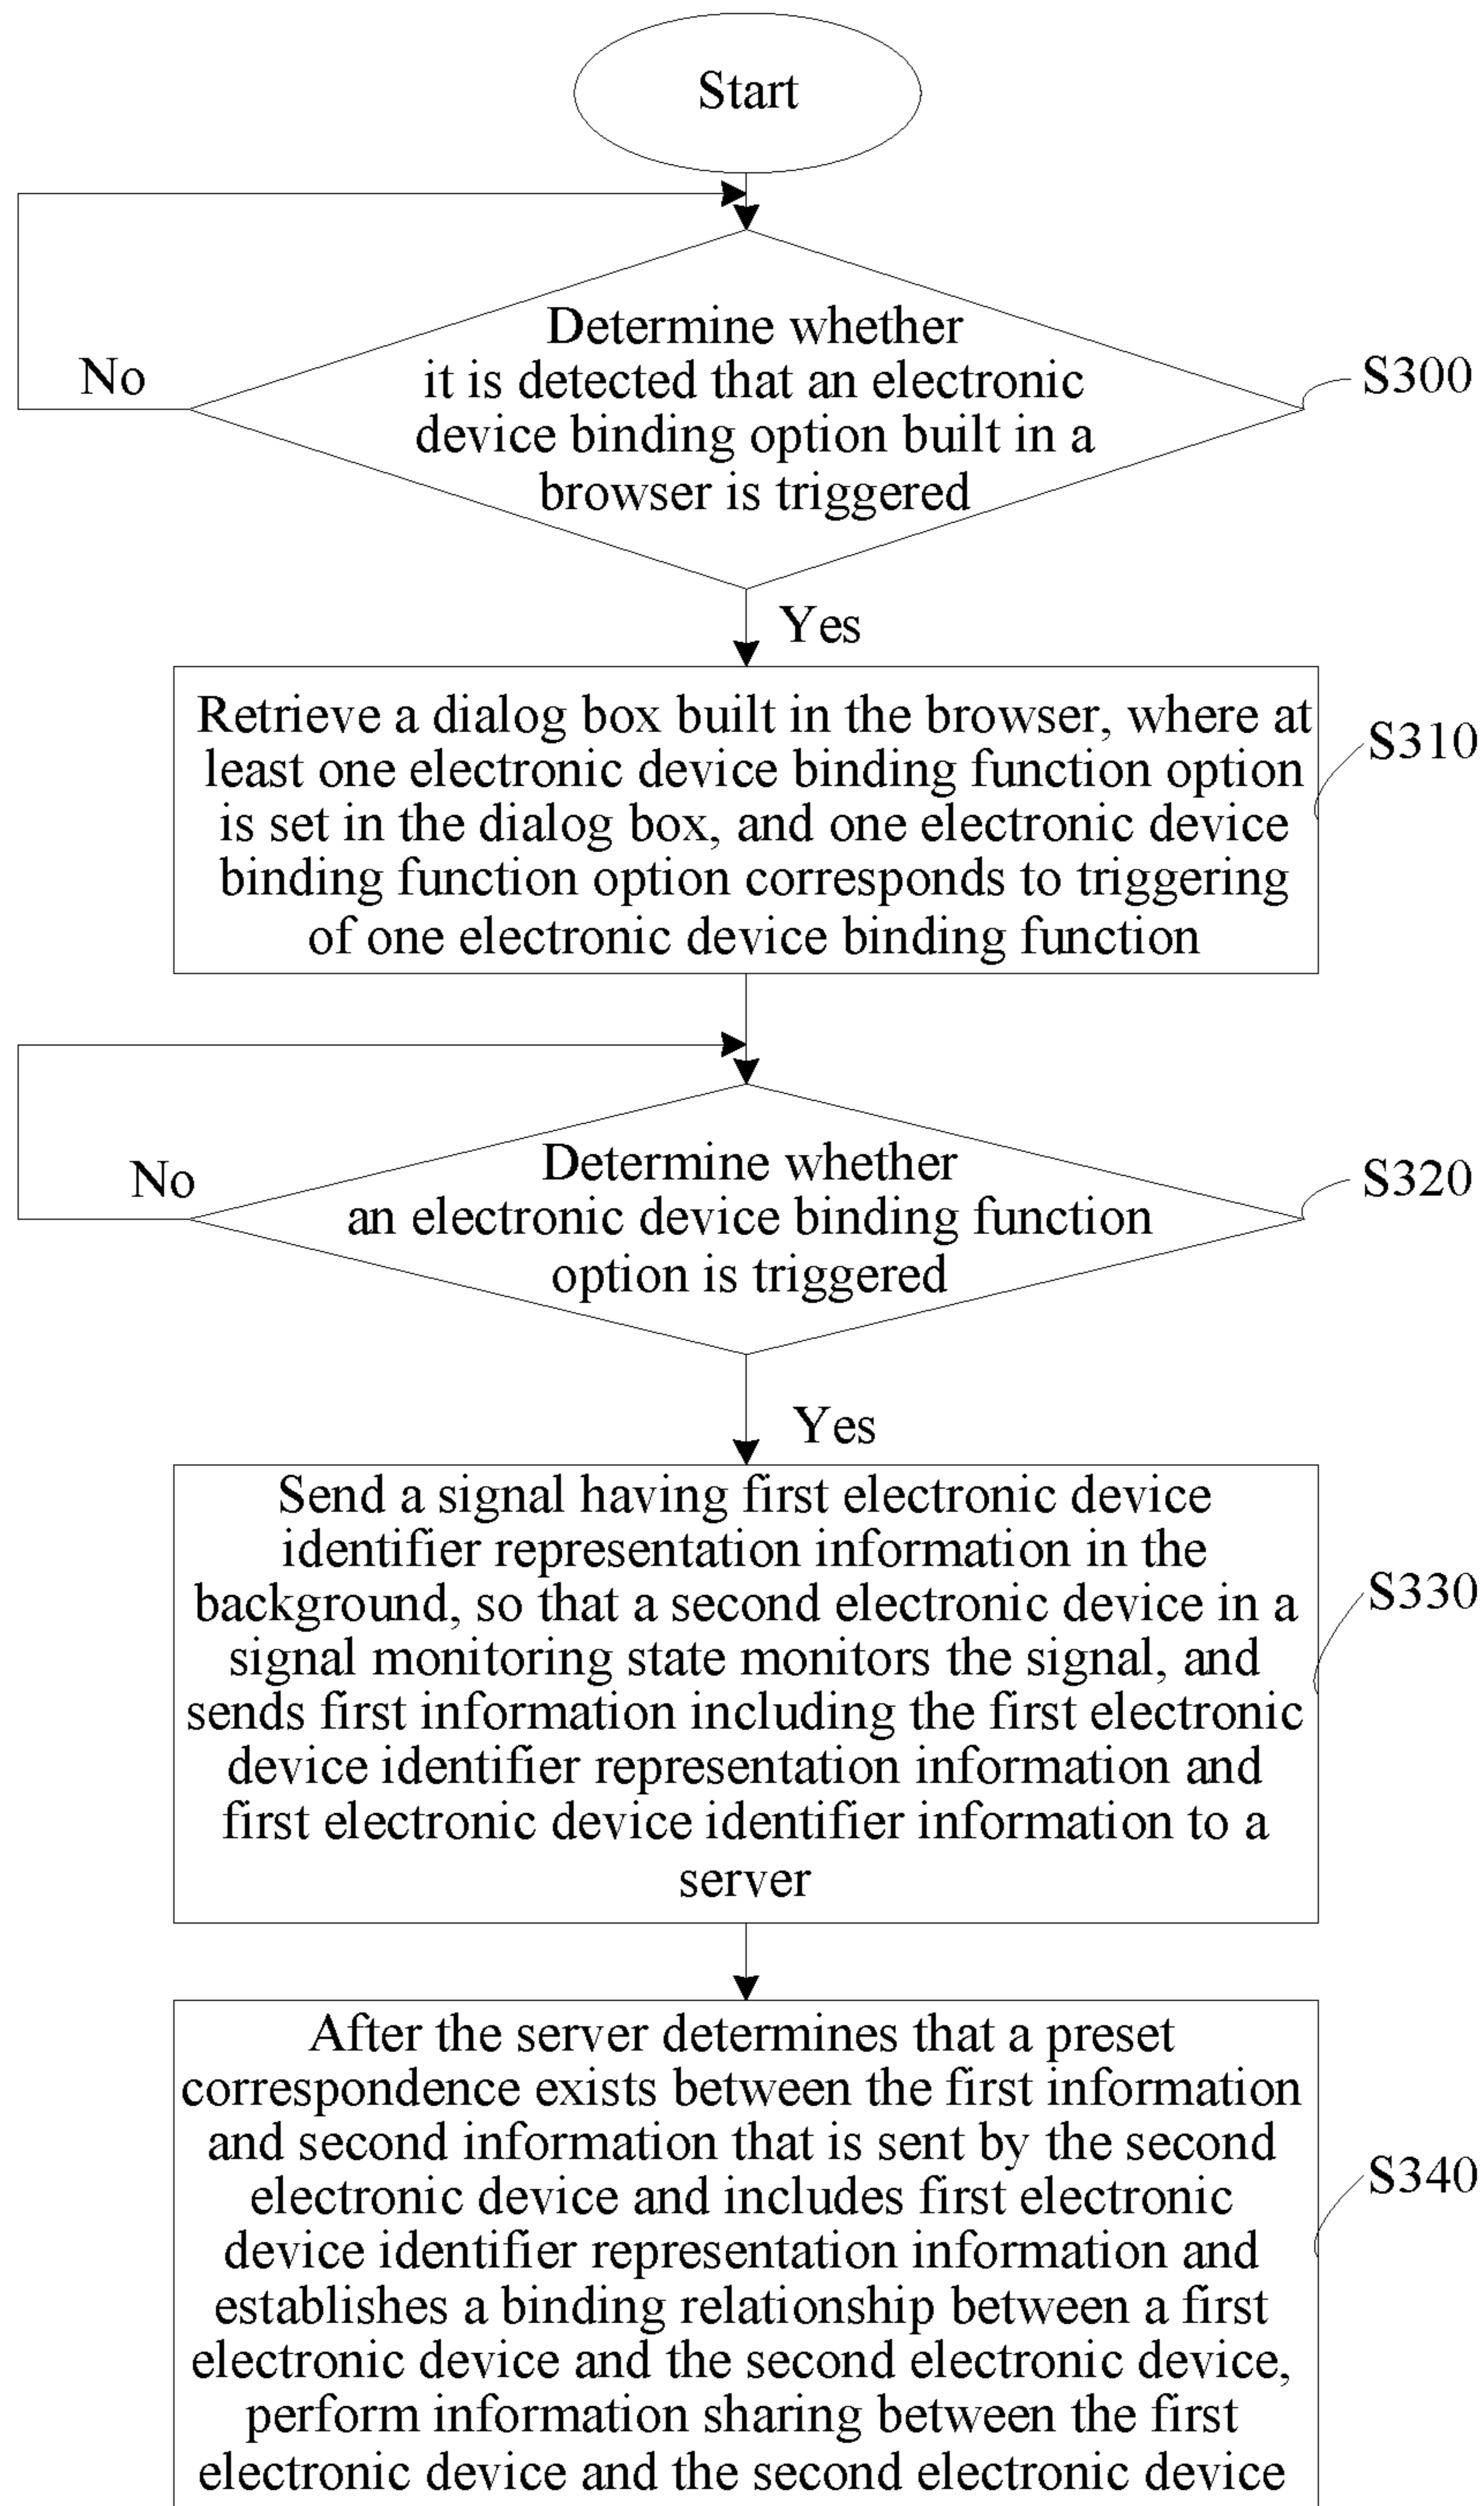 Start
Determine whether
it is detected that an electronic
device binding option built in a
browser is triggered
No
S300
Yes
Retrieve a dialog box built in the browser, where at
least one electronic device binding function option
is set in the dialog box, and one electronic device
binding function option corresponds to triggering
of one electronic device binding function
S310
Determine whether
an electronic device binding function
option is triggered
No
S320
Yes
Send a signal having first electronic device
identifier representation information in the
background, so that a second electronic device in a
signal monitoring state monitors the signal, and
sends first information including the first electronic
device identifier representation information and
first electronic device identifier information to a
server
S330
After the server determines that a preset
correspondence exists between the first information
and second information that is sent by the second
electronic device and includes first electronic
device identifier representation information and
establishes a binding relationship between a first
electronic device and the second electronic device,
perform information sharing between the first
electronic device and the second electronic device
S340